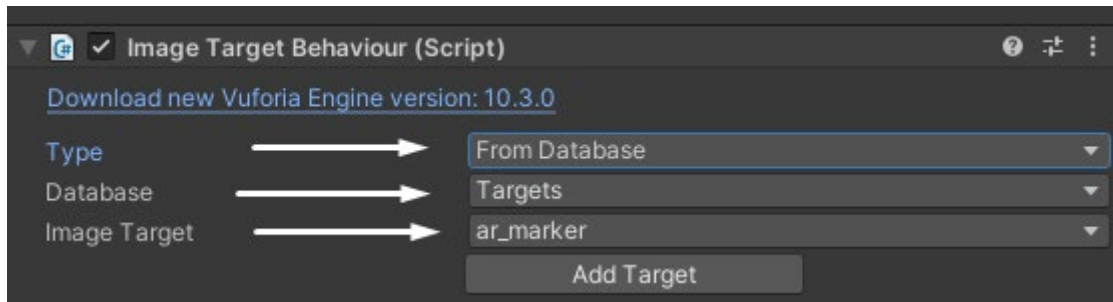 Image Target Behaviour (Script)
Download new Vuforia Engine version: 10.3.0
Type From Database
Database Targets
Image Target ar_marker
Add Target